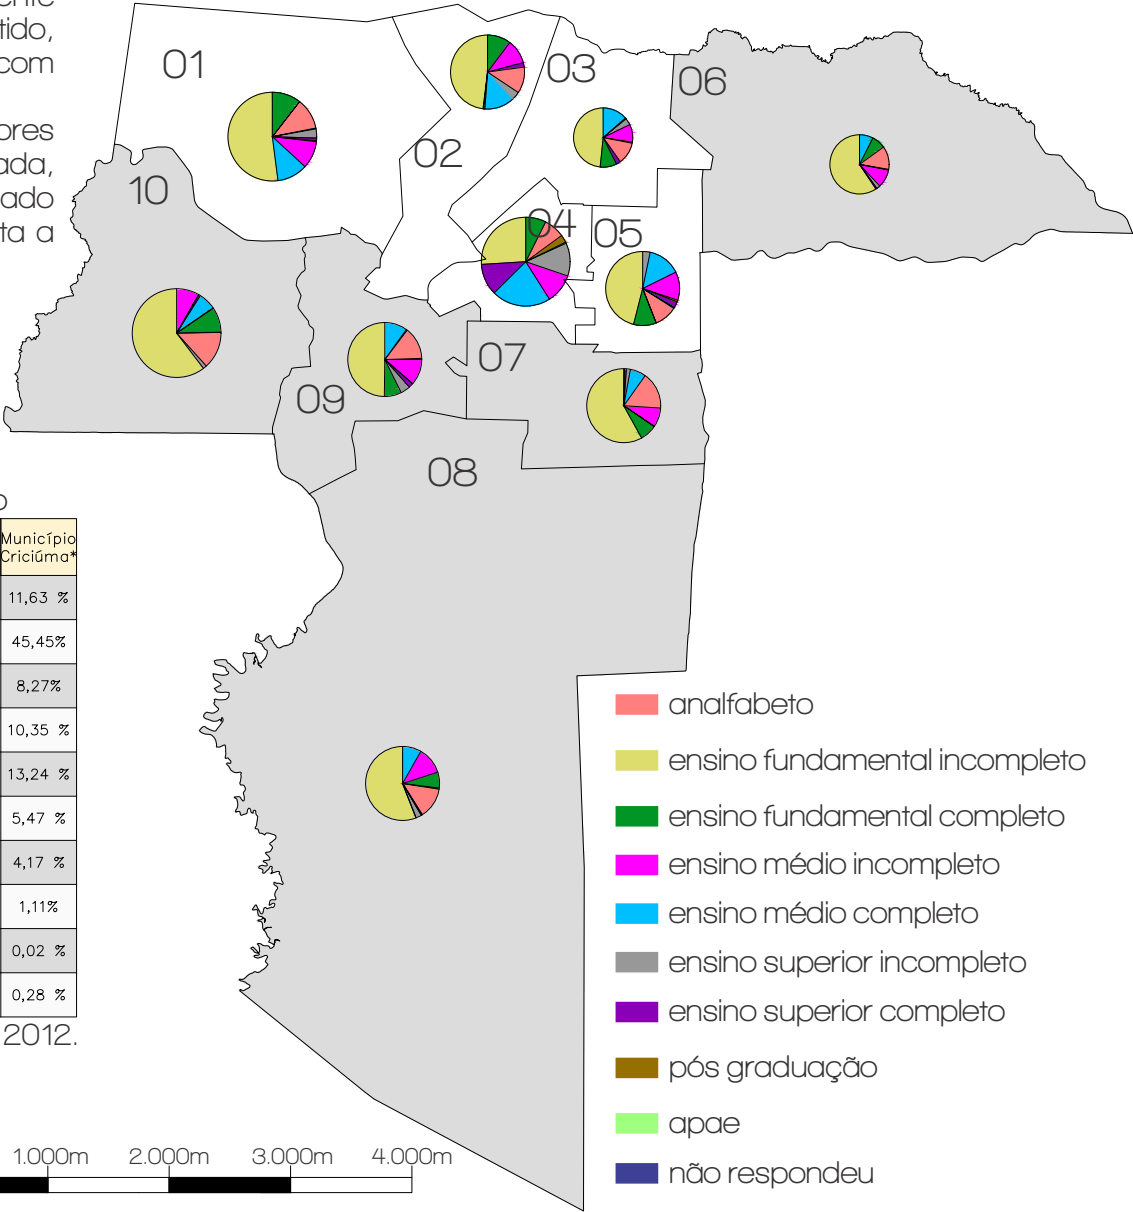 tido,
com
ores
ada,
ado
ta a
01
02
03
04
05
06
07
08
09
10
Município
Criciúma*
11,63 %
45,45%
8,27%
10,35 %
13,24 %
5,47 %
4,17 %
1,11%
0,02 %
0,28 %
2012.
analfabeto
ensino fundamental incompleto
ensino fundamental completo
ensino médio incompleto
ensino médio completo
ensino superior incompleto
ensino superior completo
pós graduação
apae
não respondeu
1.000m 2.000m 3.000m 4.000m